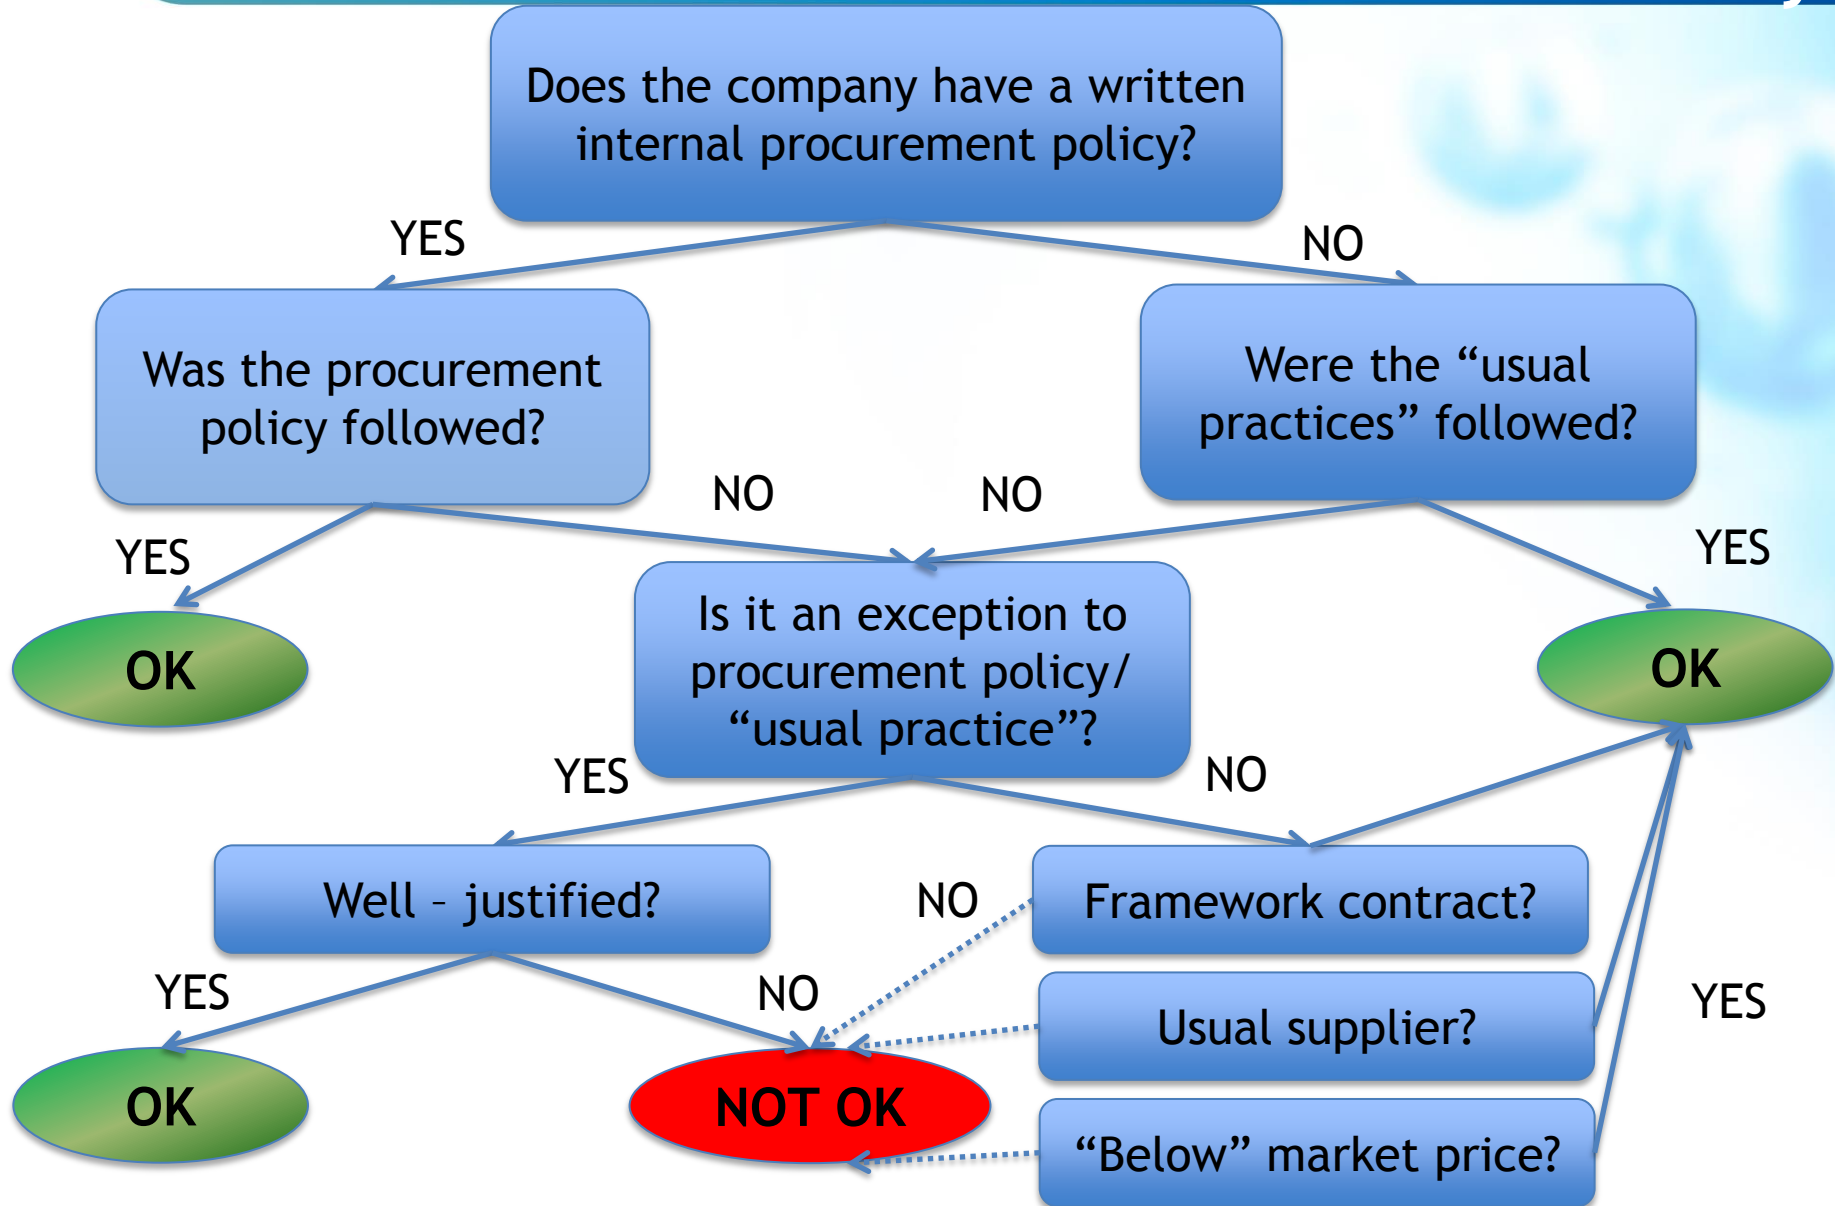 Does the company have a written
internal procurement policy?
YES
NO
Was the procurement
policy followed?
Were the “usual
practices” followed?
NO
NO
YES
YES
Is it an exception to
procurement policy/
“usual practice”?
OK
OK
YES
NO
Well – justified?
NO
Framework contract?
YES
NO
Usual supplier?
YES
OK
NOT OK
“Below” market price?